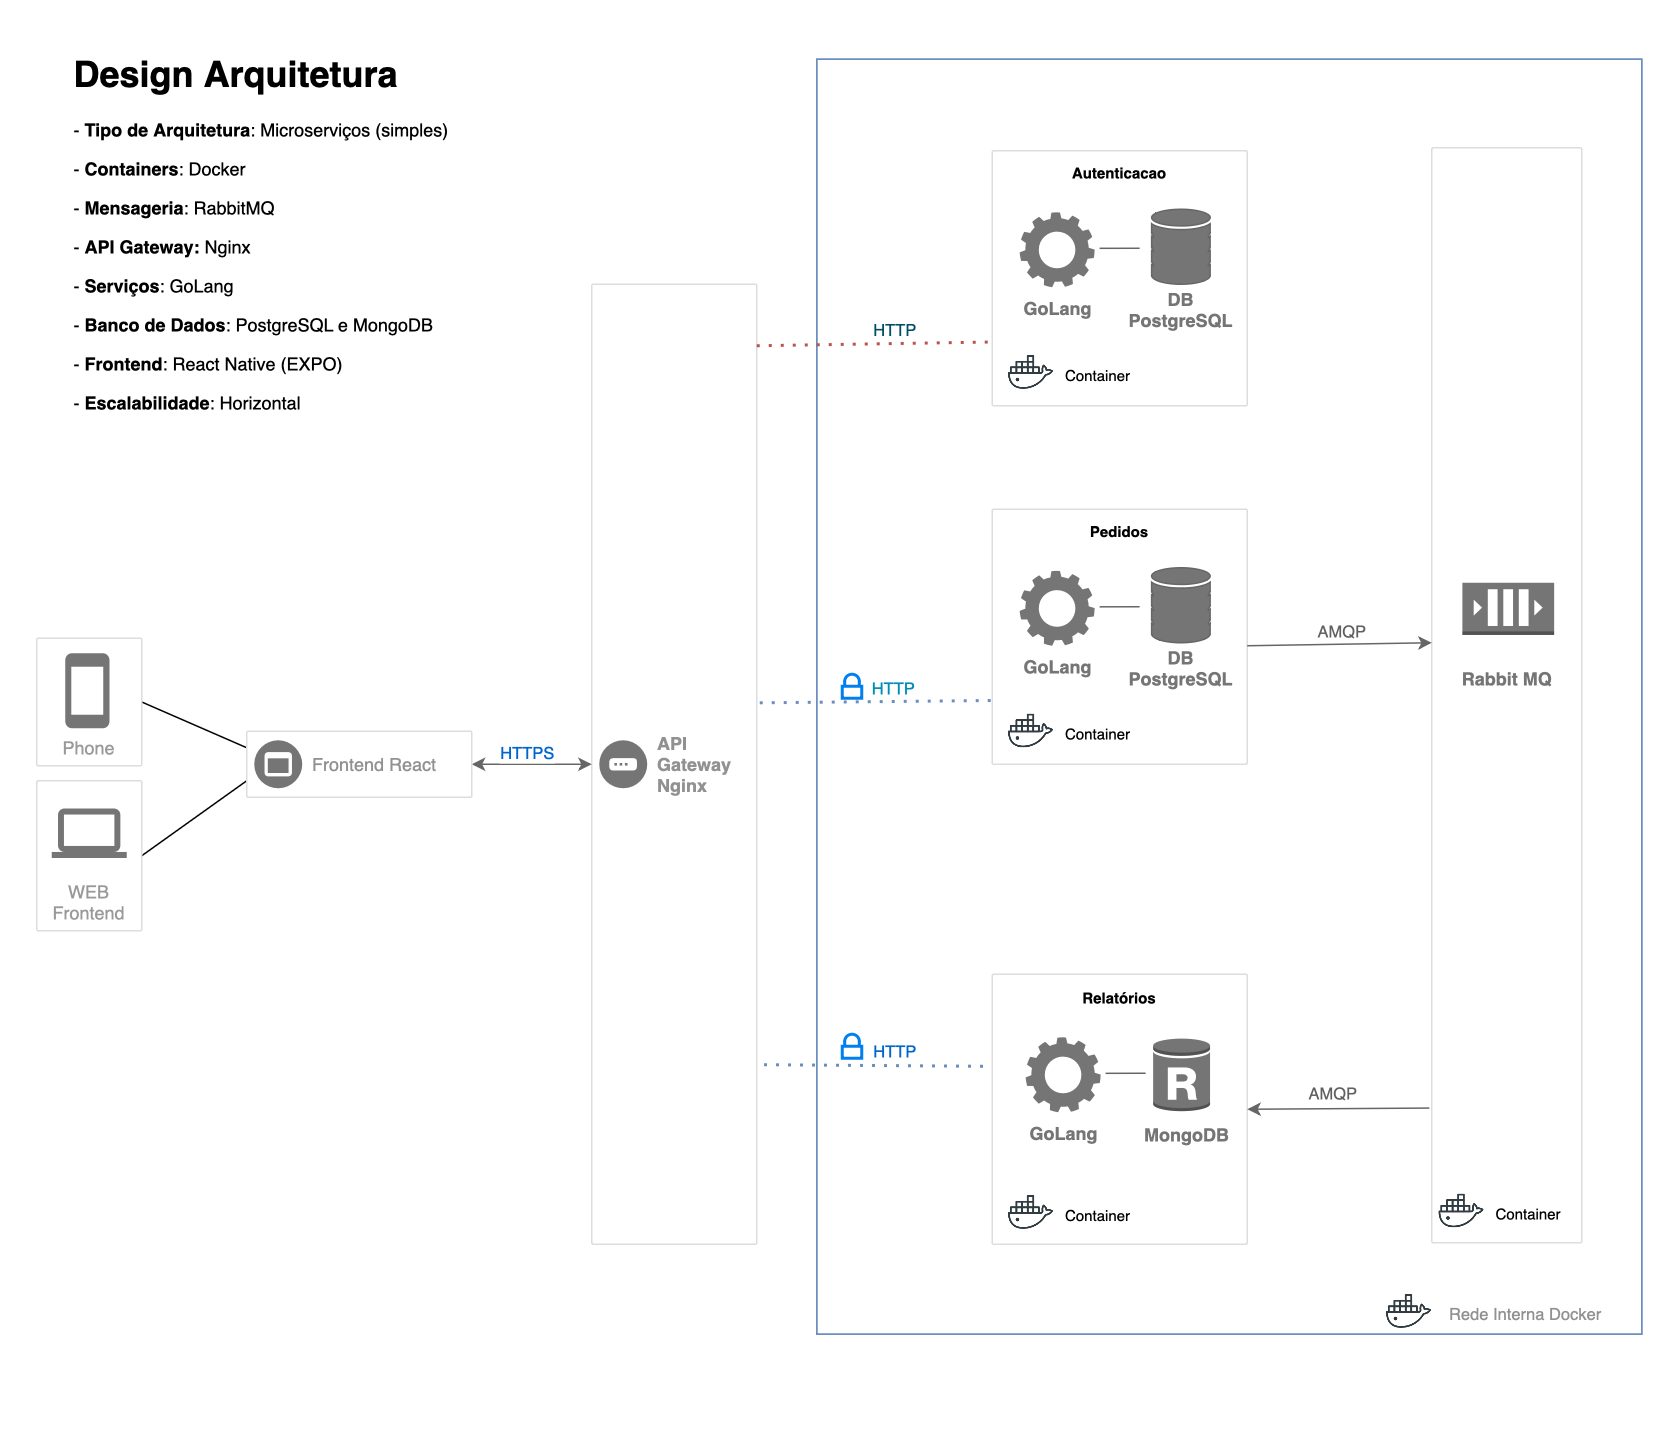 Design Arquitetura
- Tipo de Arquitetura: Microserviços (simples)
- Containers: Docker
- Mensageria: RabbitMQ
- API Gateway: Nginx
- Serviços: GoLang
- Banco de Dados: PostgreSQL e MongoDB
- Frontend: React Native (EXPO)
- Escalabilidade: Horizontal
Phone
WEB
Frontend
Frontend React
HTTPS
API
Gateway
Nginx
HTTP
Autenticacao
GoLang
DB
PostgreSQL
Container
HTTP
Pedidos
GoLang
DB
PostgreSQL
Container
AMQP
Rabbit MQ
HTTP
Relatórios
GoLang
R
MongoDB
Container
AMQP
Container
Rede Interna Docker